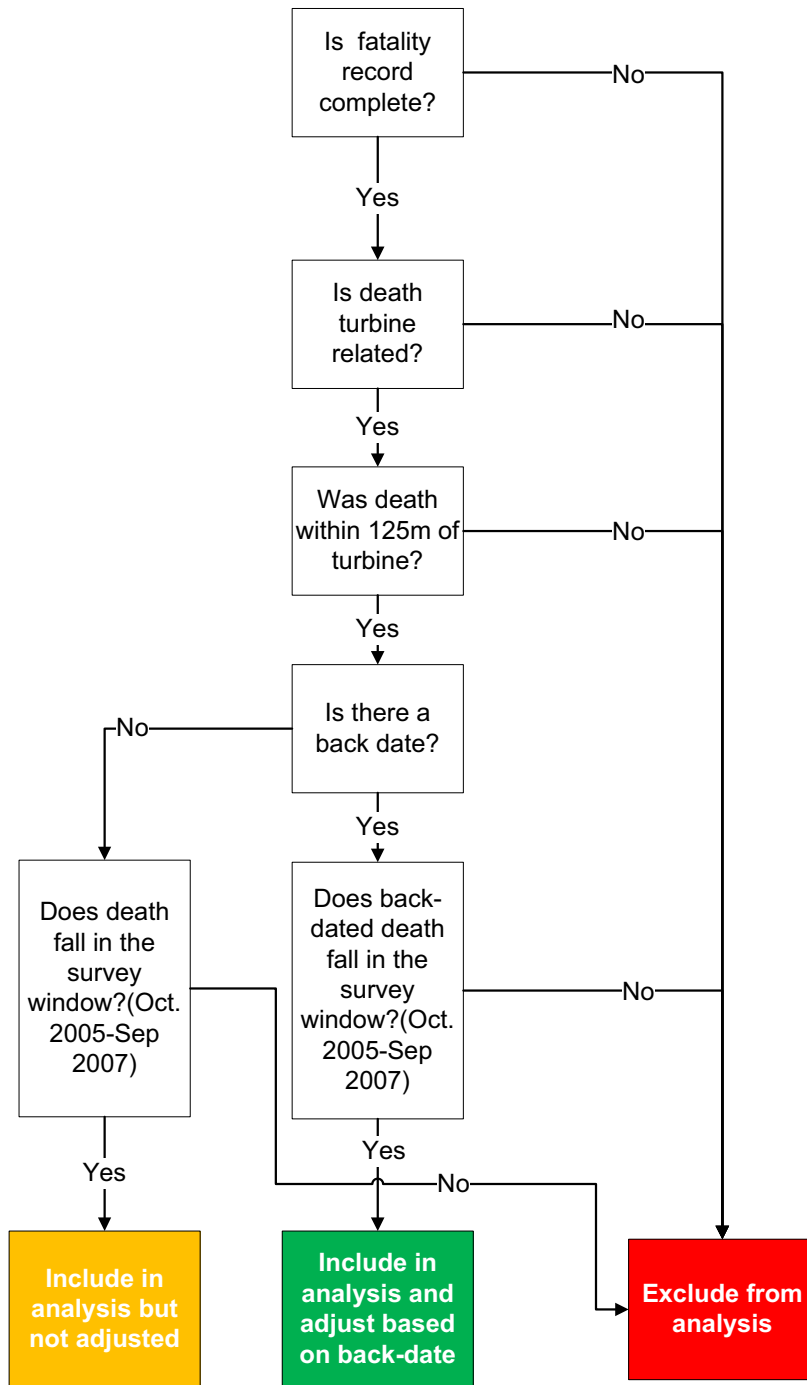 Is fatality
record
complete?
No
Yes
Is death
turbine
related?
No
Yes
Was death
within 125m of
turbine?
No
Yes
Is there a
back date?
No
Yes
Does death
fall in the
survey
window?(Oct.
2005-Sep
2007)
Does back-
dated death
fall in the
survey
window?(Oct.
2005-Sep
2007)
No
Yes
Yes
No
Include in
analysis but
not adjusted
Include in
analysis and
adjust based
on back-date
Exclude from
analysis